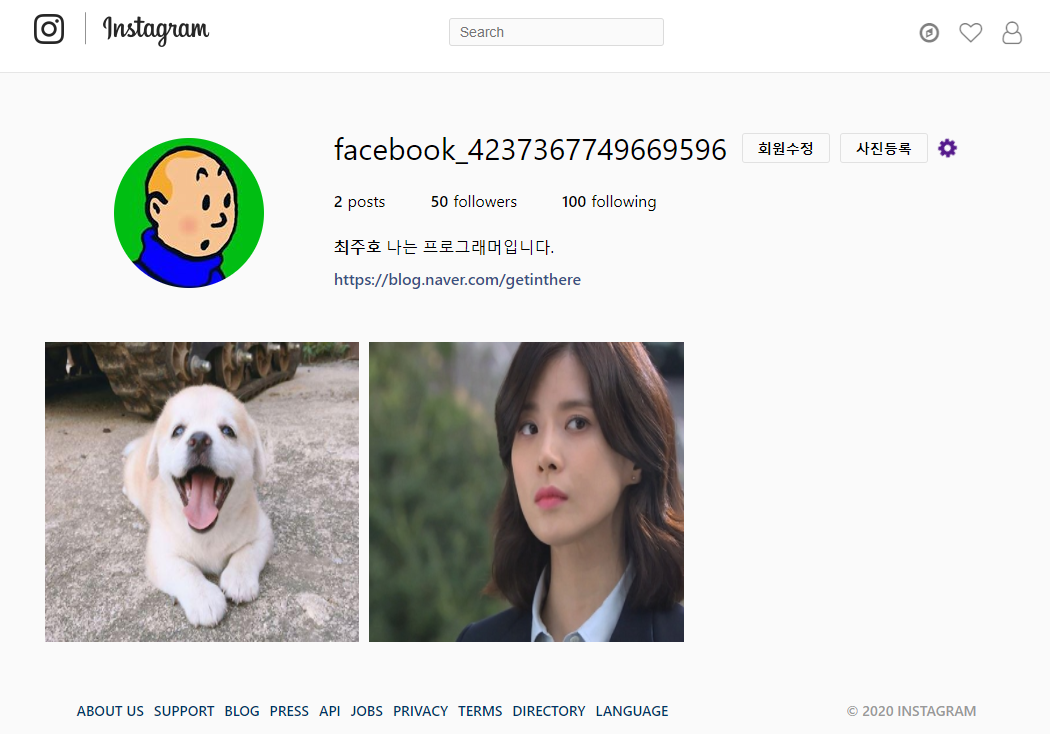 Instagram
Search
facebook_4237367749669596 회원수정 사진등록
2 posts 50 followers 100 following
최주호 나는 프로그래머입니다.
https://blog.naver.com/getinthere
ABOUT US SUPPORT BLOG PRESS API JOBS PRIVACY TERMS DIRECTORY LANGUAGE
© 2020 INSTAGRAM